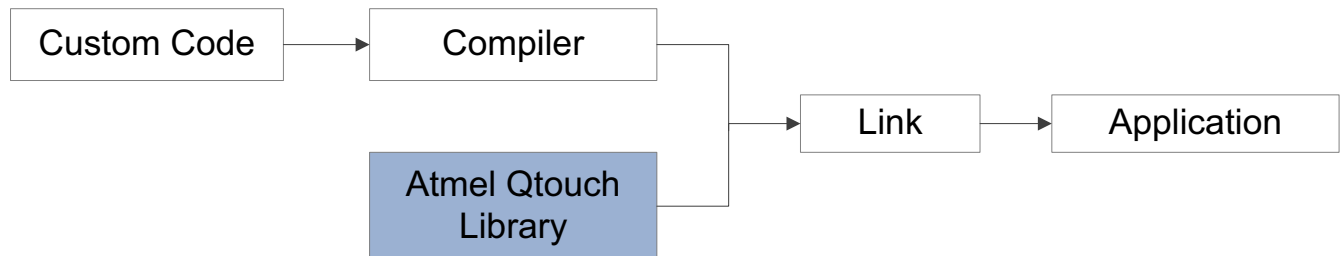 Custom Code
Compiler
Link
Application
Atmel Qtouch
Library